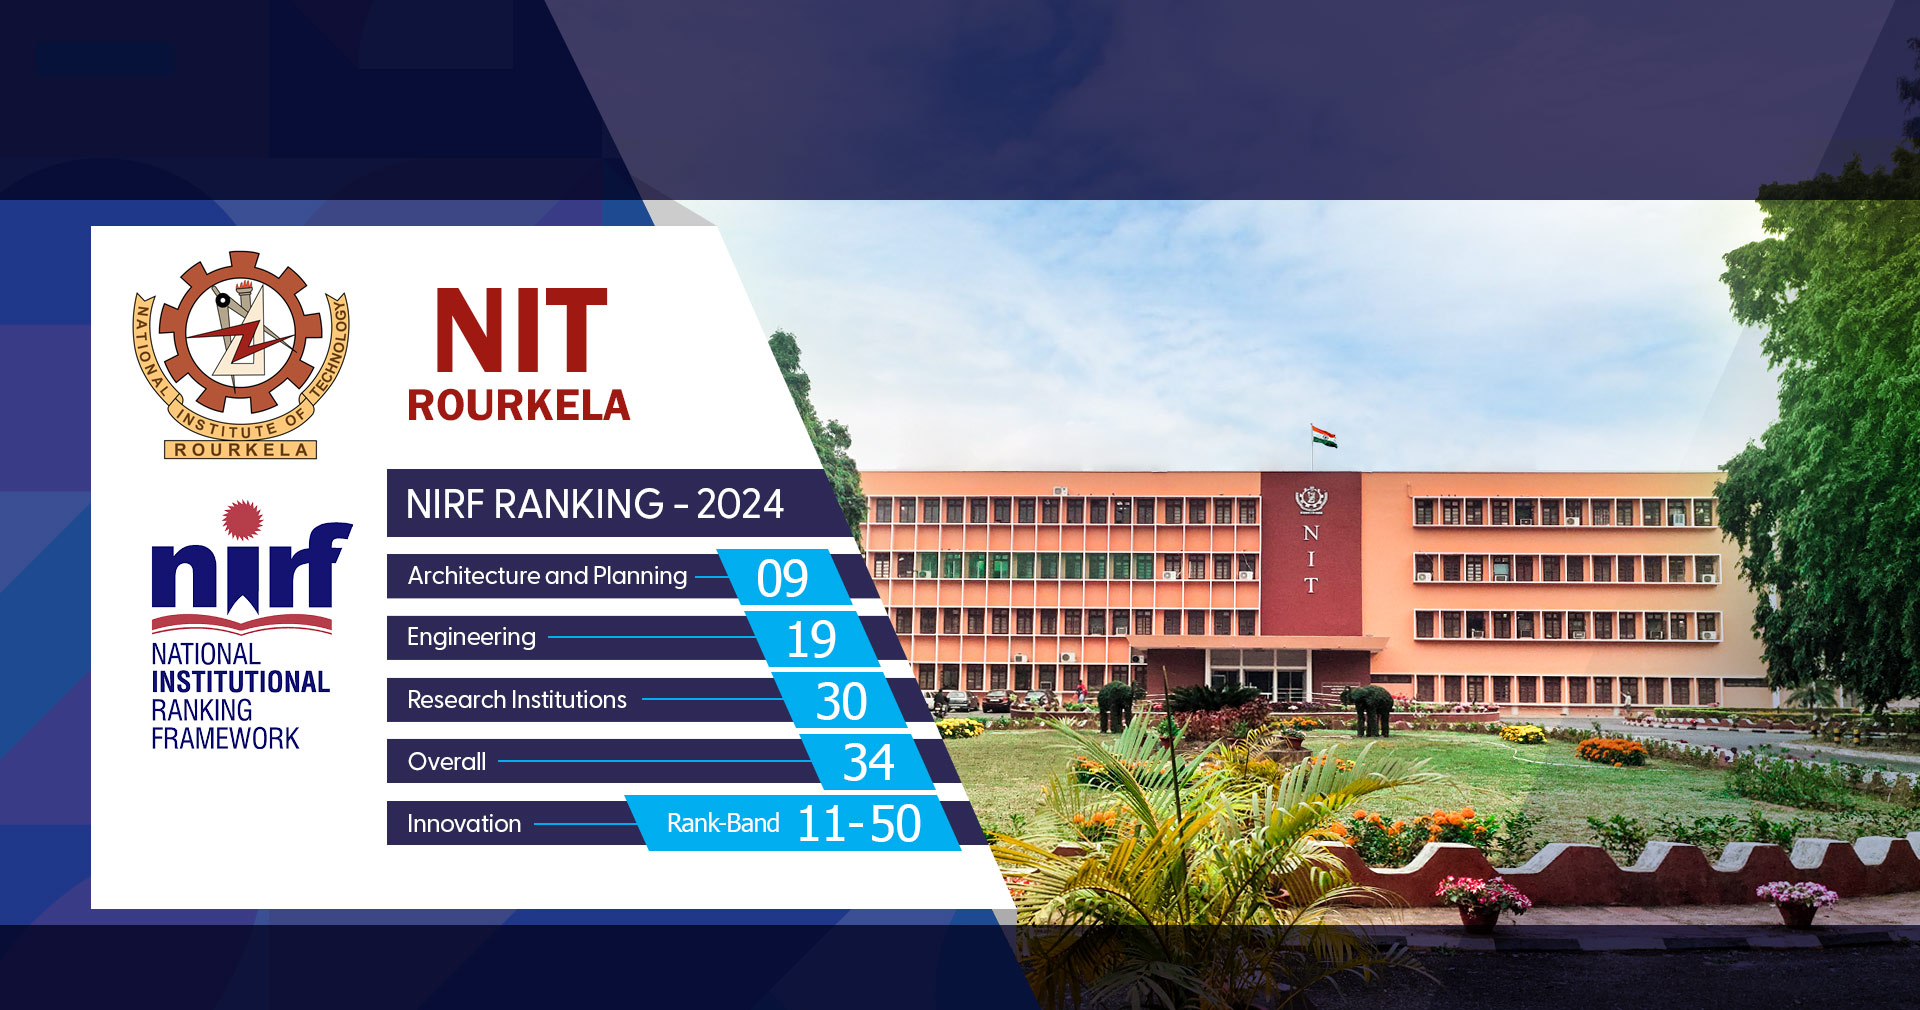 NATIONAL INSTITUTE OF TECHNOLOGY
ROURKELA
NIT
ROURKELA
nirf
NATIONAL
INSTITUTIONAL
RANKING
FRAMEWORK
NIRF RANKING - 2024
Architecture and Planning 09
Engineering 19
Research Institutions 30
Overall 34
Innovation Rank-Band 11-50
N
I
T